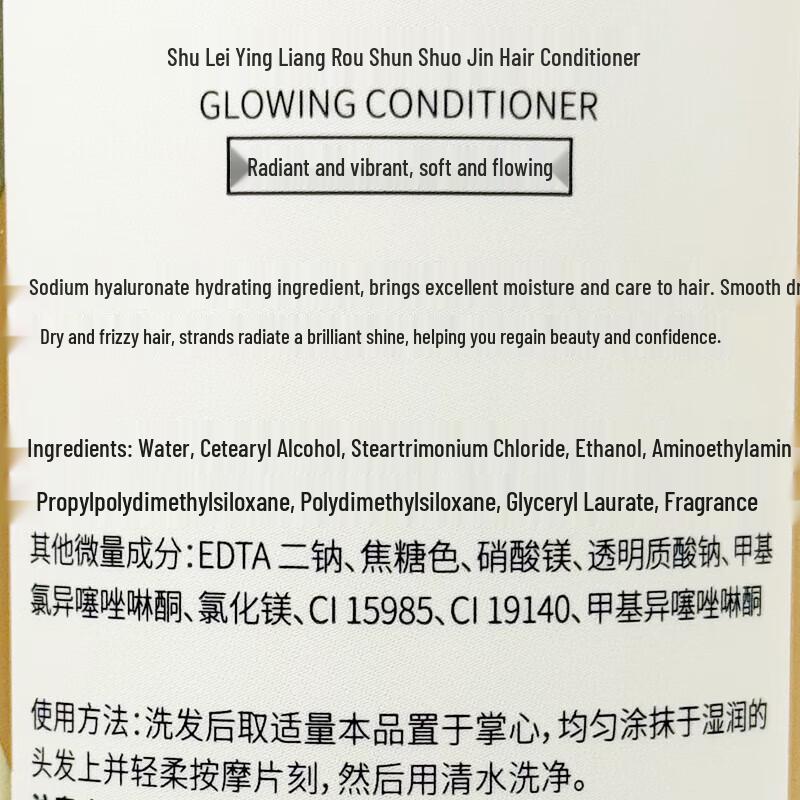 Shu Lei Ying Liang Rou Shun Shuo Jin Hair Conditioner
GLOWING CONDITIONER
Radiant and vibrant, soft and flowing
Sodium hyaluronate hydrating ingredient, brings excellent moisture and care to hair. Smooth
Dry and frizzy hair, strands radiate a brilliant shine, helping you regain beauty and confidence.
Ingredients: Water, Cetearyl Alcohol, Steartrimonium Chloride, Ethanol, Aminoethylamin
Propylpolydimethylsiloxane, Polydimethylsiloxane, Glyceryl Laurate, Fragrance
其他微量成分：EDTA 二钠、焦糖色、硝酸镁、透明质酸钠、甲基
氯异噻唑啉酮、氯化镁、CI 15985、CI 19140、甲基异噻唑啉酮
使用方法：洗发后取适量本品置于掌心，均匀涂抹于湿润的
头发上并轻柔按摩片刻，然后用清水洗净。